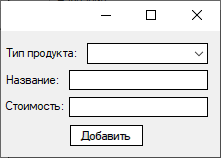 Тип продукта:
Название:
Стоимость:
Добавить